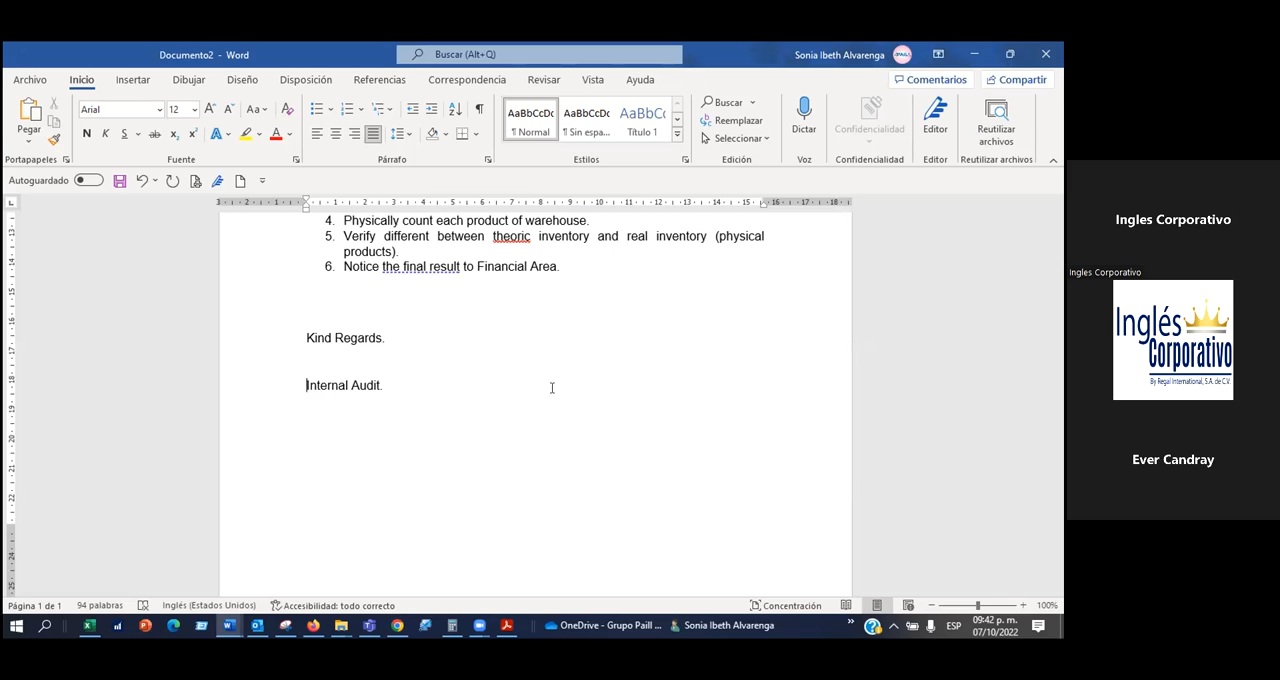 Documento2 - Word
Buscar (Alt+Q)
Sonia Ibeth Alvarenga
Archivo Inicio Insertar Dibujar Diseño Disposición Referencias Correspondencia Revisar Vista Ayuda
Comentarios Compartir
Pegar
Arial 12
AaBbCcDc AaBbCcDc AaBbCc
¶ Normal ¶ Sin espa... Título 1
Buscar
Reemplazar
Seleccionar
Dictar
Confidencialidad
Editor
Reutilizar archivos
Portapapeles Fuente Párrafo Estilos Edición Voz Confidencialidad Editor Reutilizar archivos
Autoguardado
4. Physically count each product of warehouse.
5. Verify different between theoric inventory and real inventory (physical
products).
6. Notice the final result to Financial Area.
Kind Regards.
Internal Audit.
Página 1 de 1 94 palabras Inglés (Estados Unidos) Accesibilidad: todo correcto
Concentración 100%
OneDrive - Grupo Paill ... Sonia Ibeth Alvarenga
ESP 09:42 p. m.
07/10/2022
Ingles Corporativo
Ingles Corporativo
Inglés
Corporativo
By Regal International, S.A. de C.V.
Ever Candray